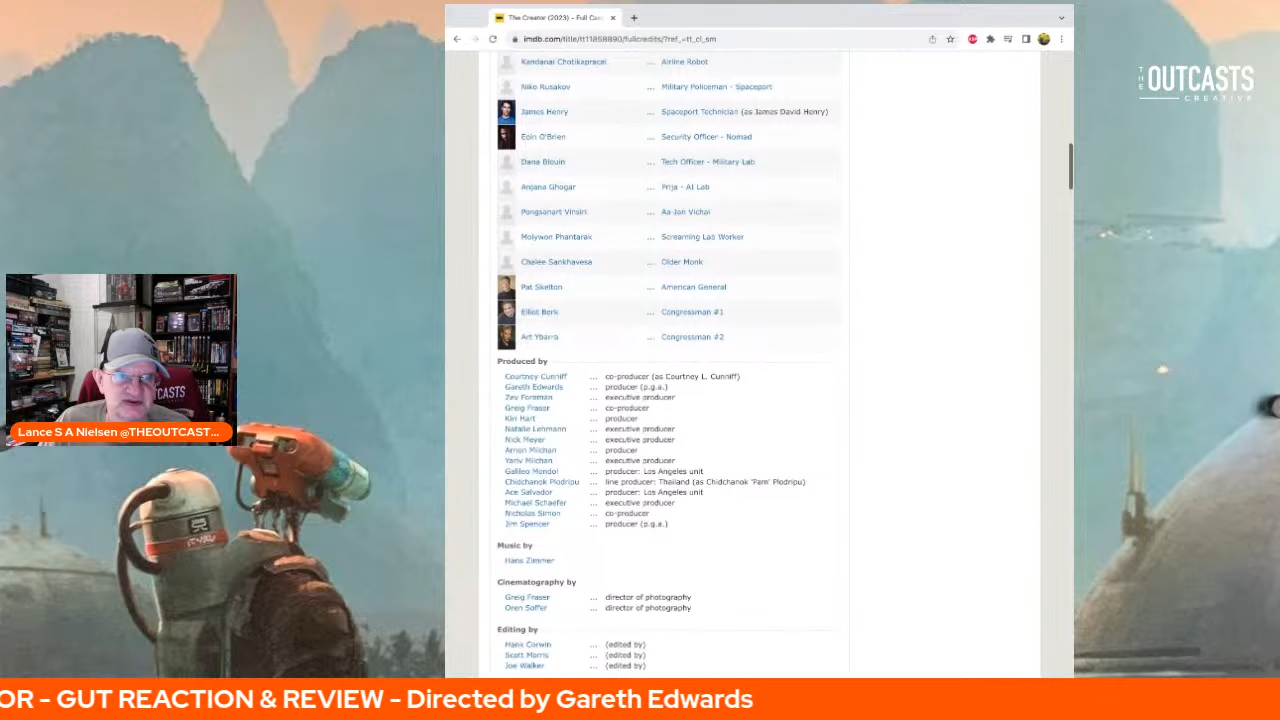 The Creator (2023) - Full Cas
imdb.com/title/tt11858890/fullcredits/?ref_=tt_cl_sm
Kandanai Chotikapracai ... Airline Robot
Niko Rusakov ... Military Policeman - Spaceport
James Henry ... Spaceport Technician (as James David Henry)
Eoin O'Brien ... Security Officer - Nomad
Dana Blouin ... Tech Officer - Military Lab
Anjana Ghogar ... Prija - AI Lab
Pongsanart Vinsiri ... Aa-Jan Vichai
Molywon Phantarak ... Screaming Lab Worker
Chalee Sankhavesa ... Older Monk
Pat Skelton ... American General
Elliot Berk ... Congressman #1
Art Ybarra ... Congressman #2
Produced by
Courtney Cunniff ... co-producer (as Courtney L. Cunniff)
Gareth Edwards ... producer (p.g.a.)
Zev Foreman ... executive producer
Greig Fraser ... co-producer
Kiri Hart ... producer
Natalie Lehmann ... executive producer
Nick Meyer ... executive producer
Arnon Milchan ... producer
Yariv Milchan ... executive producer
Galileo Mondol ... producer: Los Angeles unit
Chidchanok Plodripu ... line producer: Thailand (as Chidchanok 'Pam' Plodripu)
Ace Salvador ... producer: Los Angeles unit
Michael Schaefer ... executive producer
Nicholas Simon ... co-producer
Jim Spencer ... producer (p.g.a.)
Music by
Hans Zimmer
Cinematography by
Greig Fraser ... director of photography
Oren Soffer ... director of photography
Editing by
Hank Corwin ... (edited by)
Scott Morris ... (edited by)
Joe Walker ... (edited by)
THE OUTCASTS
CREATIVE
CASTS
Lance S A Nielsen @THEOUTCAST...
OR - GUT REACTION & REVIEW - Directed by Gareth Edwards